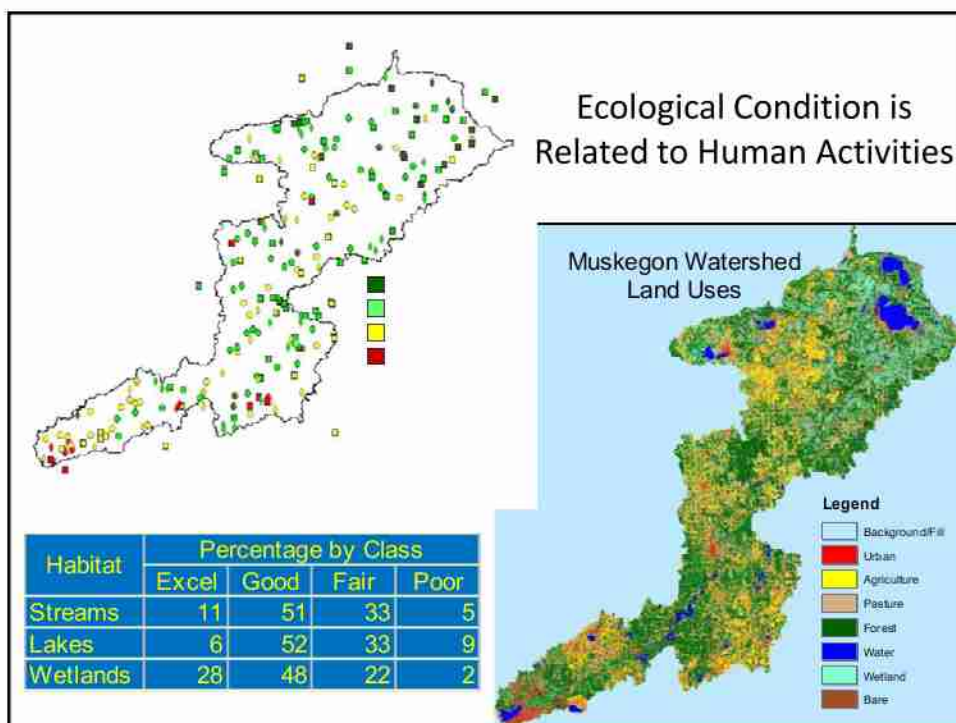 Ecological Condition is
Related to Human Activities
Muskegon Watershed
Land Uses
Legend
Background/Fill
Urban
Agriculture
Pasture
Forest
Water
Wetland
Bare
Habitat Percentage by Class
Excel Good Fair Poor
Streams 11 51 33 5
Lakes 6 52 33 9
Wetlands 28 48 22 2